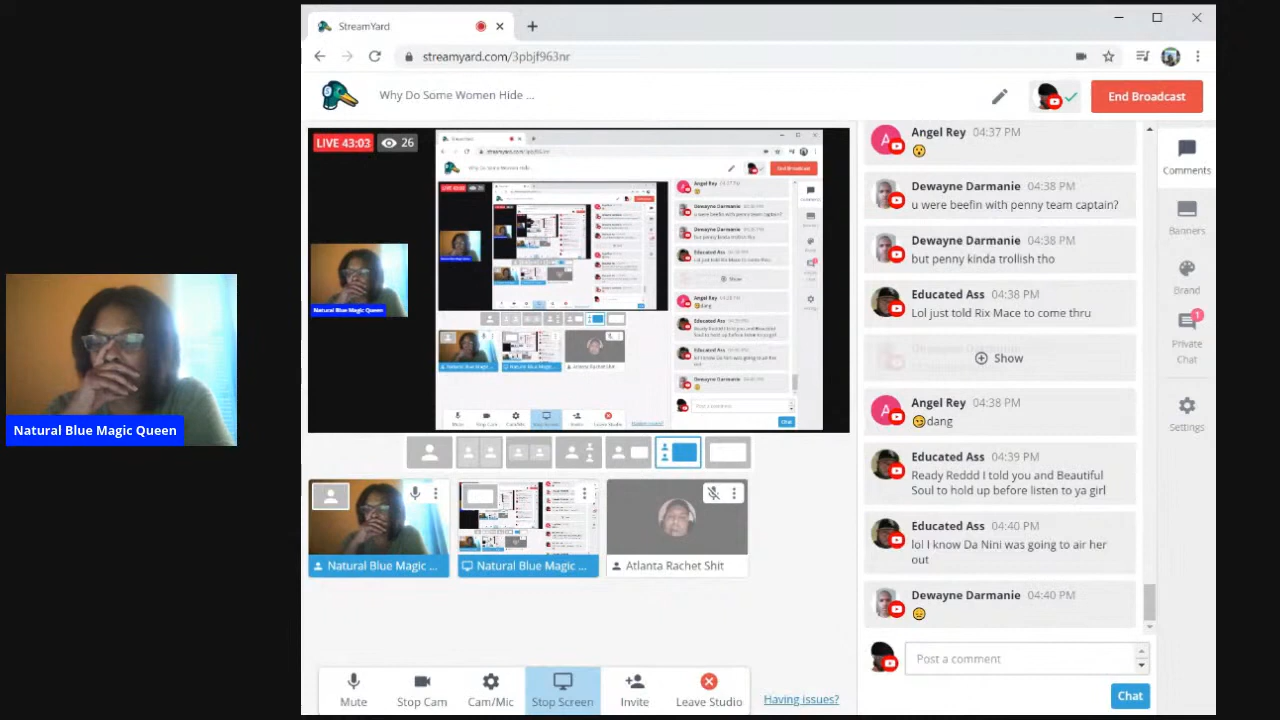 StreamYard
streamyard.com/3pbjf963nr
Why Do Some Women Hide ...
End Broadcast
LIVE 43:03
26
Natural Blue Magic Queen
Natural Blue Magic Queen
Angel Rey 04:37 PM
Dewayne Darmanie 04:38 PM
u were beefin with penny team captain?
Dewayne Darmanie 04:38 PM
but penny kinda trollish tho
Educated Ass 04:38 PM
Lol just told Rix Mace to come thru
Show
Angel Rey 04:38 PM
dang
Educated Ass 04:39 PM
Ready Ruddd I told you and Beautiful
Soul to hold up before listen to ya girl
Educated Ass 04:40 PM
lol I know Da Nini was going to air her
out
Dewayne Darmanie 04:40 PM
Post a comment
Chat
Comments
Banners
Brand
1
Private
Chat
Settings
Natural Blue Magic ...
Natural Blue Magic ...
Atlanta Rachet Shit
Mute
Stop Cam
Cam/Mic
Stop Screen
Invite
Leave Studio
Having issues?